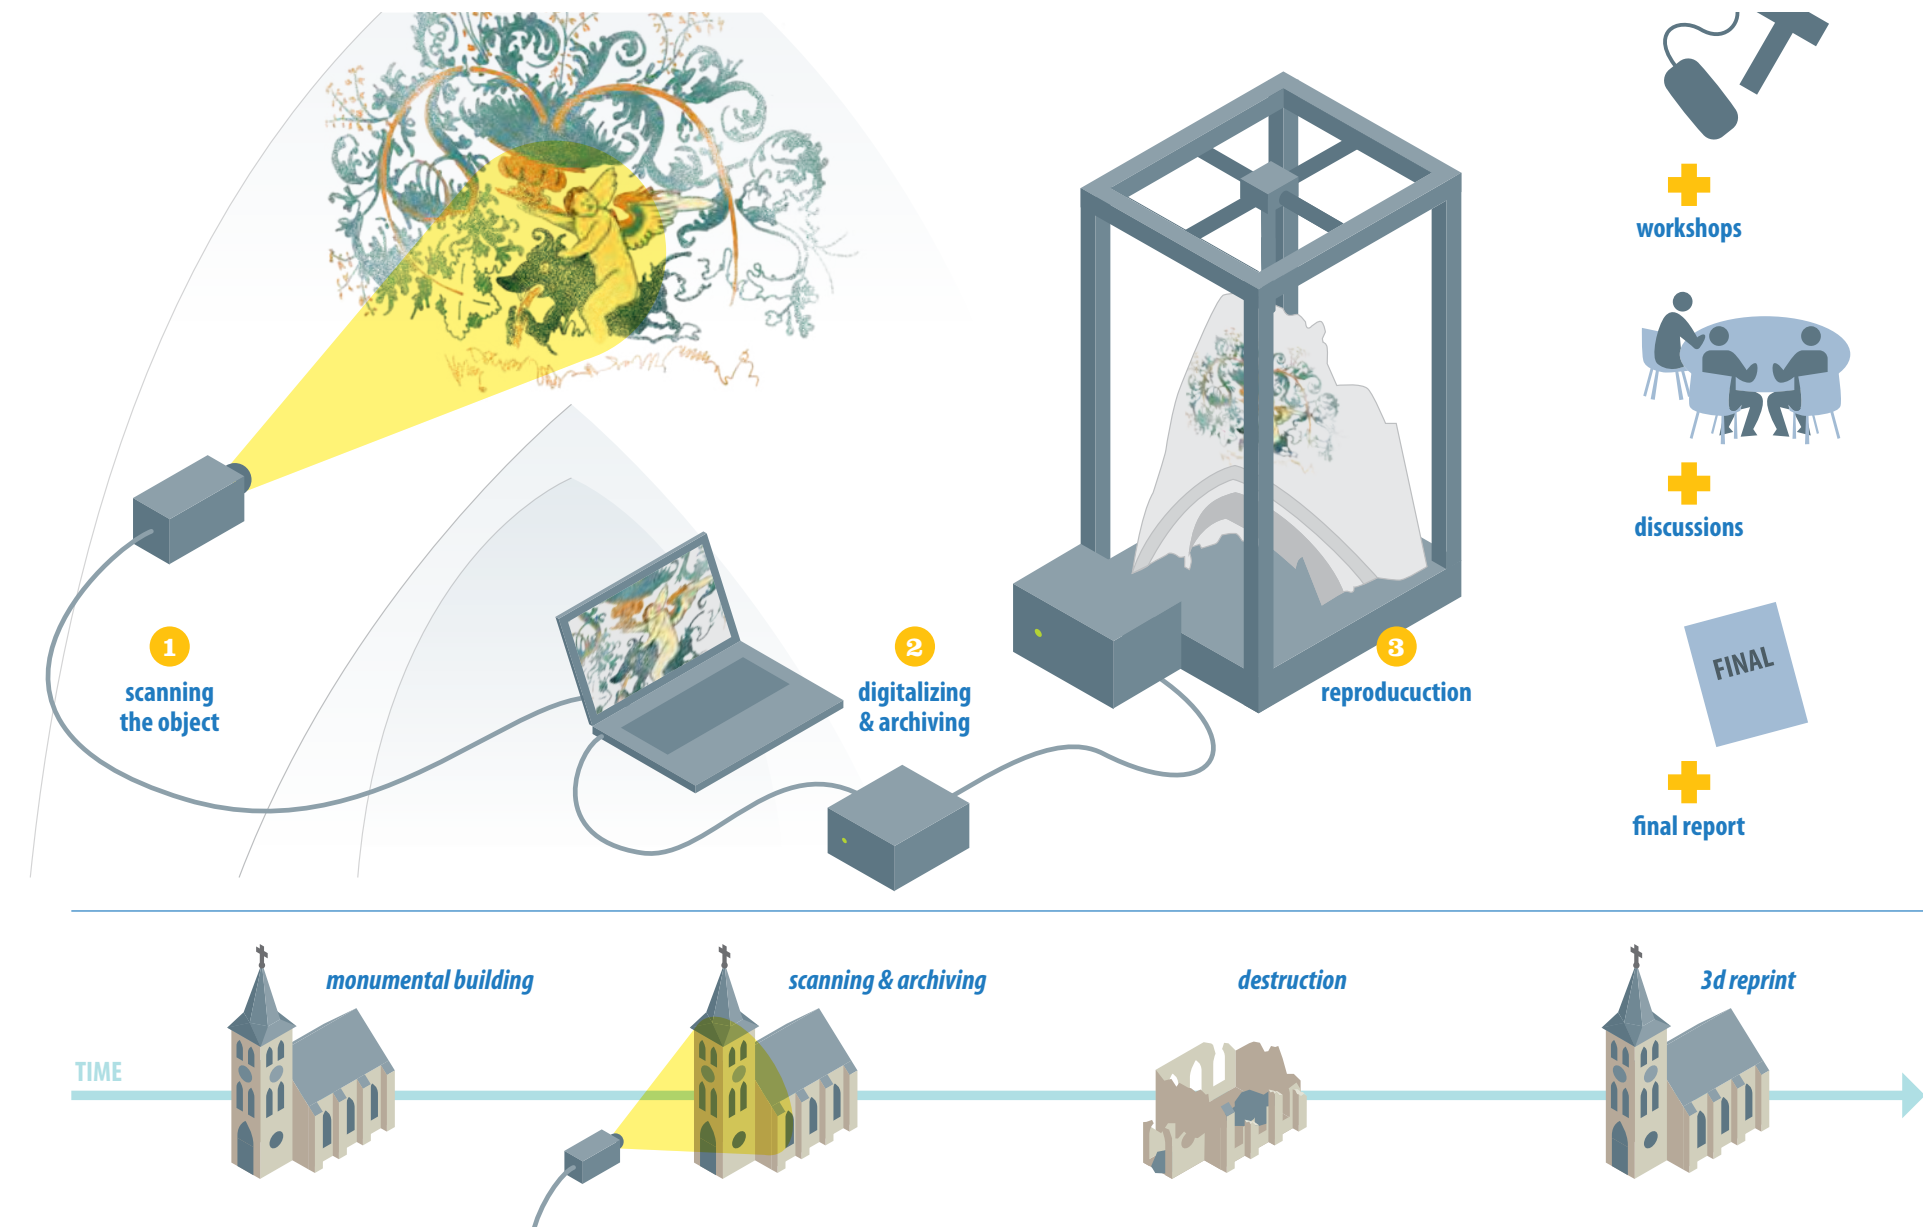 workshops
discussions
1
scanning
the object
2
digitalizing
& archiving
3
reproducuction
FINAL
final report
monumental building
scanning & archiving
destruction
3d reprint
TIME